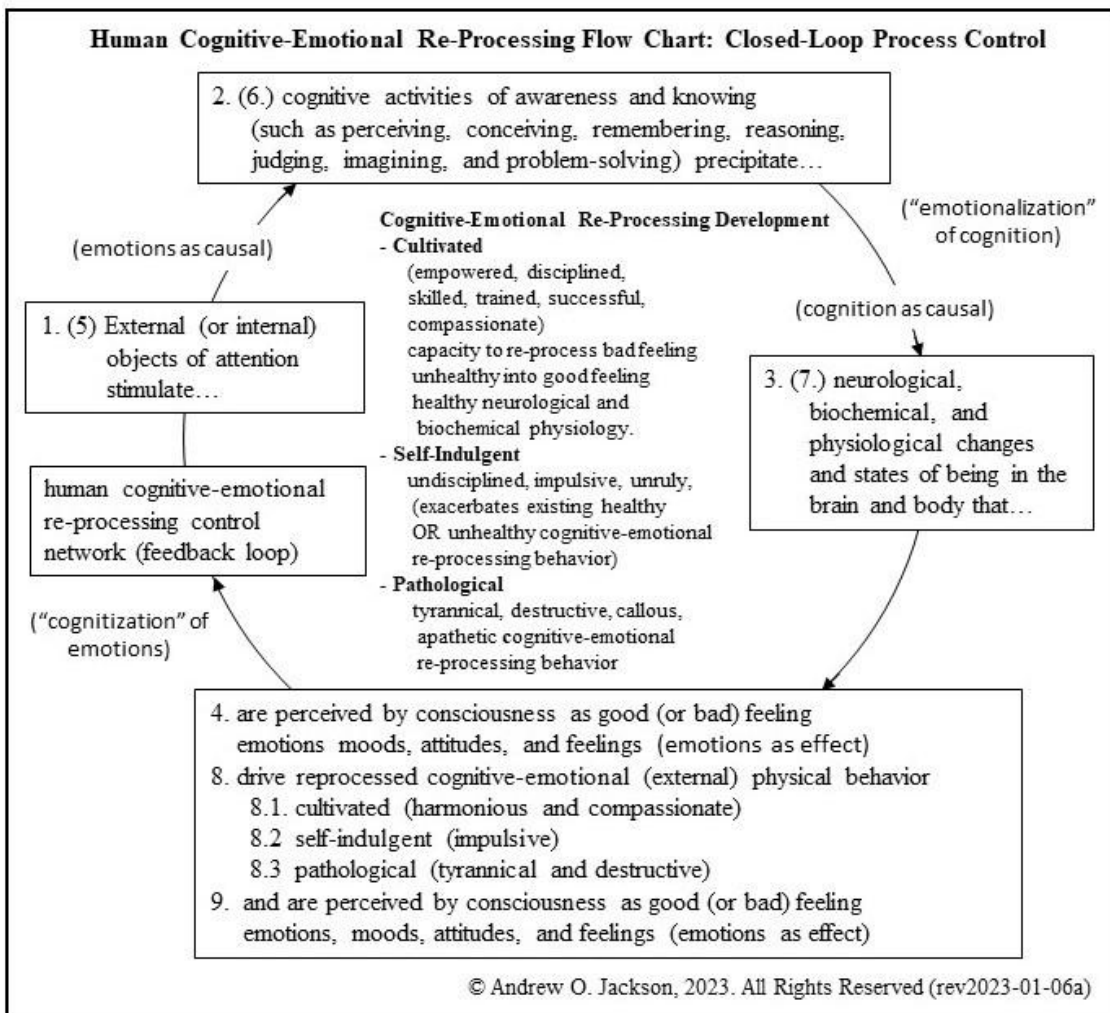 Human Cognitive-Emotional Re-Processing Flow Chart: Closed-Loop Process Control
2. (6.) cognitive activities of awareness and knowing
(such as perceiving, conceiving, remembering, reasoning,
judging, imagining, and problem-solving) precipitate…
(“emotionalization”
of cognition)
(emotions as causal)
(cognition as causal)
1. (5) External (or internal)
objects of attention
stimulate…
Cognitive-Emotional Re-Processing Development
- Cultivated
(empowered, disciplined,
skilled, trained, successful,
compassionate)
capacity to re-process bad feeling
unhealthy into good feeling
healthy neurological and
biochemical physiology.
- Self-Indulgent
undisciplined, impulsive, unruly,
(exacerbates existing healthy
OR unhealthy cognitive-emotional
re-processing behavior)
- Pathological
tyrannical, destructive, callous,
apathetic cognitive-emotional
re-processing behavior
3. (7.) neurological,
biochemical, and
physiological changes
and states of being in the
brain and body that…
human cognitive-emotional
re-processing control
network (feedback loop)
(“cognitization” of
emotions)
4. are perceived by consciousness as good (or bad) feeling
emotions moods, attitudes, and feelings (emotions as effect)
8. drive reprocessed cognitive-emotional (external) physical behavior
8.1. cultivated (harmonious and compassionate)
8.2 self-indulgent (impulsive)
8.3 pathological (tyrannical and destructive)
9. and are perceived by consciousness as good (or bad) feeling
emotions, moods, attitudes, and feelings (emotions as effect)
© Andrew O. Jackson, 2023. All Rights Reserved (rev2023-01-06a)